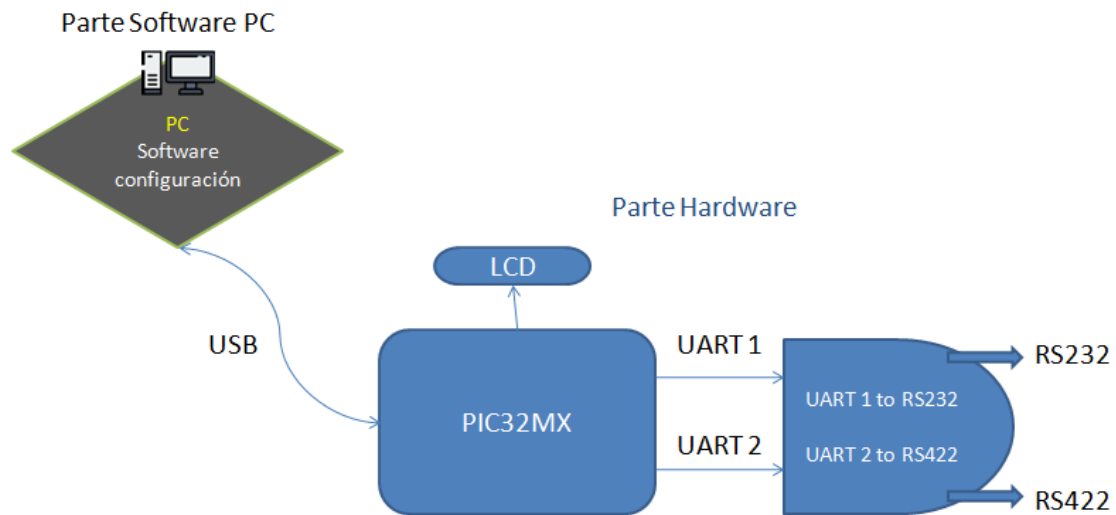 Parte Software PC
PC
Software
configuración
Parte Hardware
LCD
USB
PIC32MX
UART 1
UART 2
UART 1 to RS232
UART 2 to RS422
RS232
RS422